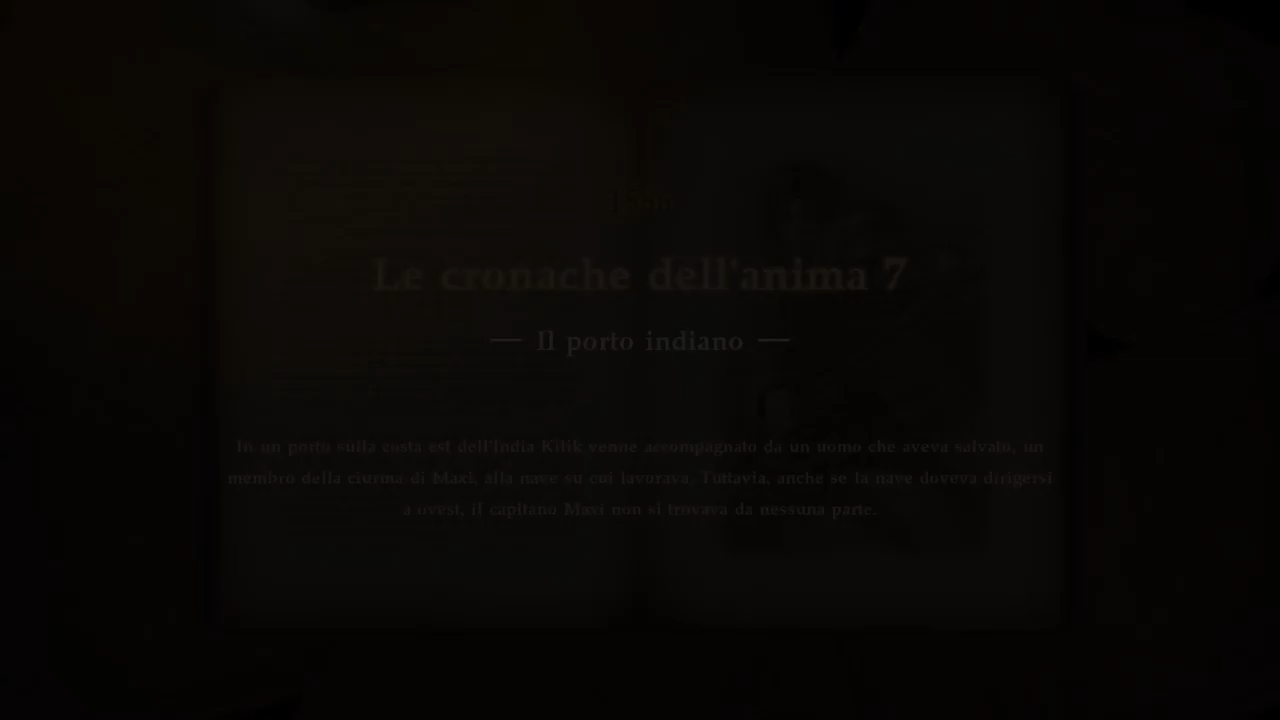 Le cronache dell'anima 7
— Il porto indiano —
In un porto sulla costa est dell'India Kilik venne accompagnato da un uomo che aveva salvato, un
membro della ciurma di Maxi, alla nave su cui lavorava. Tuttavia, anche se la nave doveva dirigersi
a ovest, il capitano Maxi non si trovava da nessuna parte.